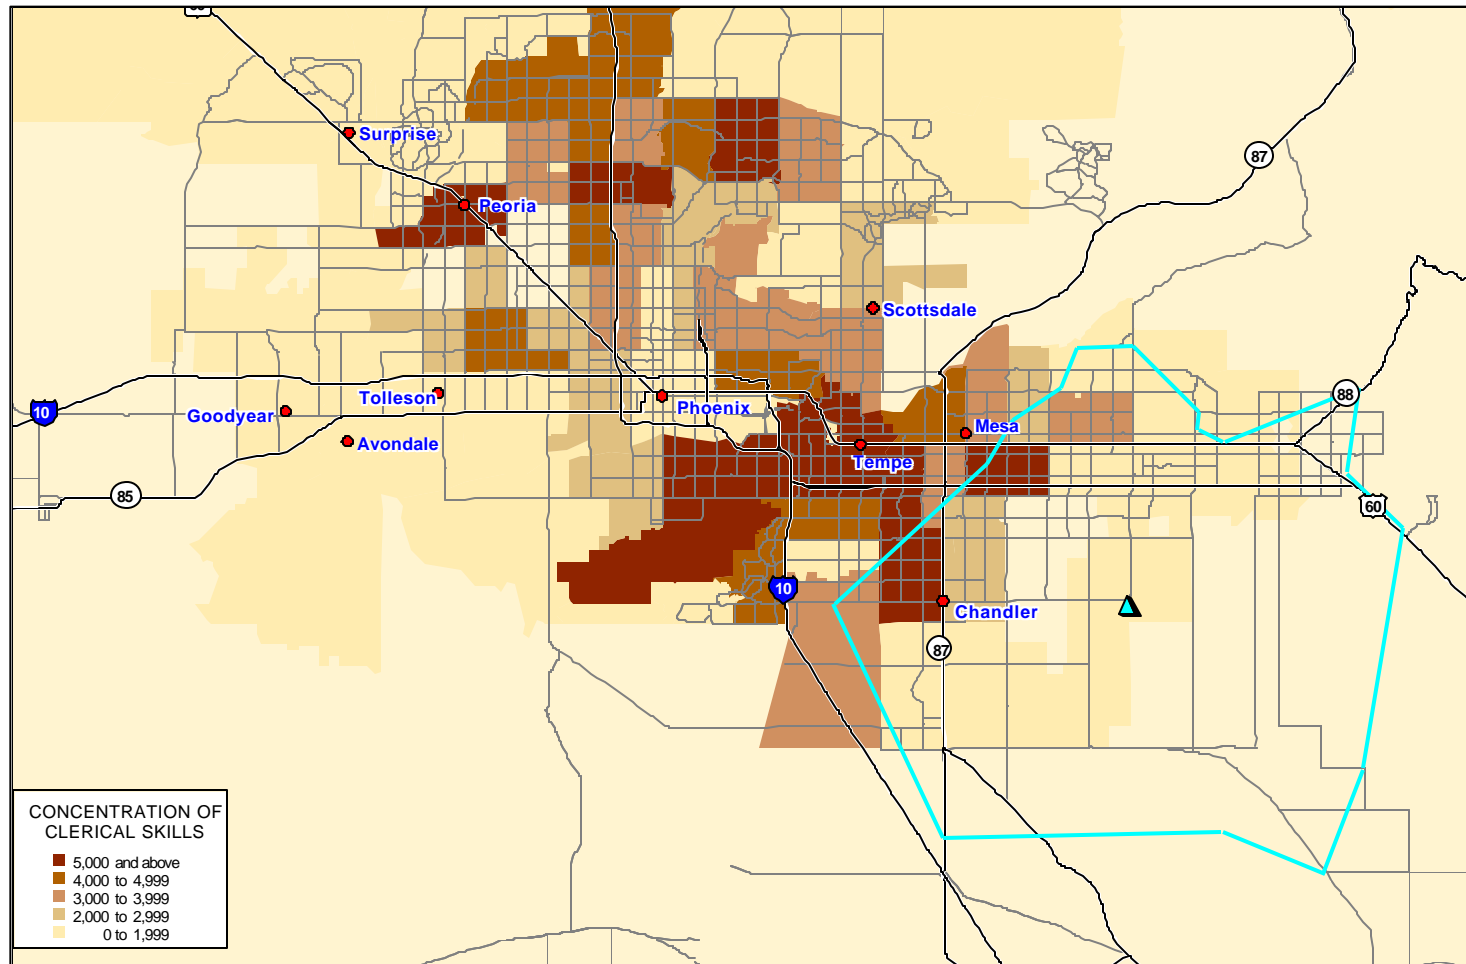 87
Surprise
Peoria
Scottsdale
10
Tolleson
Goodyear
Phoenix
88
Avondale
Mesa
Tempe
85
60
10
Chandler
87
CONCENTRATION OF
CLERICAL SKILLS
5,000 and above
4,000 to 4,999
3,000 to 3,999
2,000 to 2,999
0 to 1,999